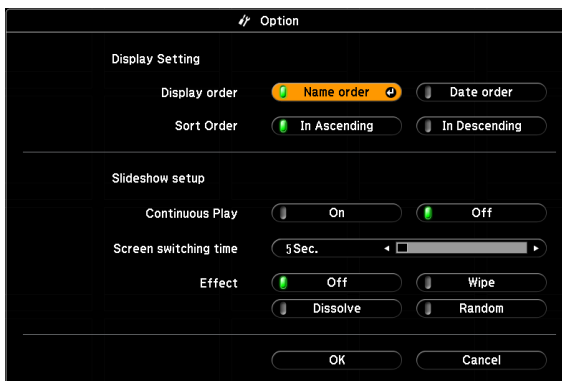 Option
Display Setting
Display order Name order Date order
Sort Order In Ascending In Descending
Slideshow setup
Continuous Play On Off
Screen switching time 5Sec.
Effect Off Wipe
Dissolve Random
OK Cancel